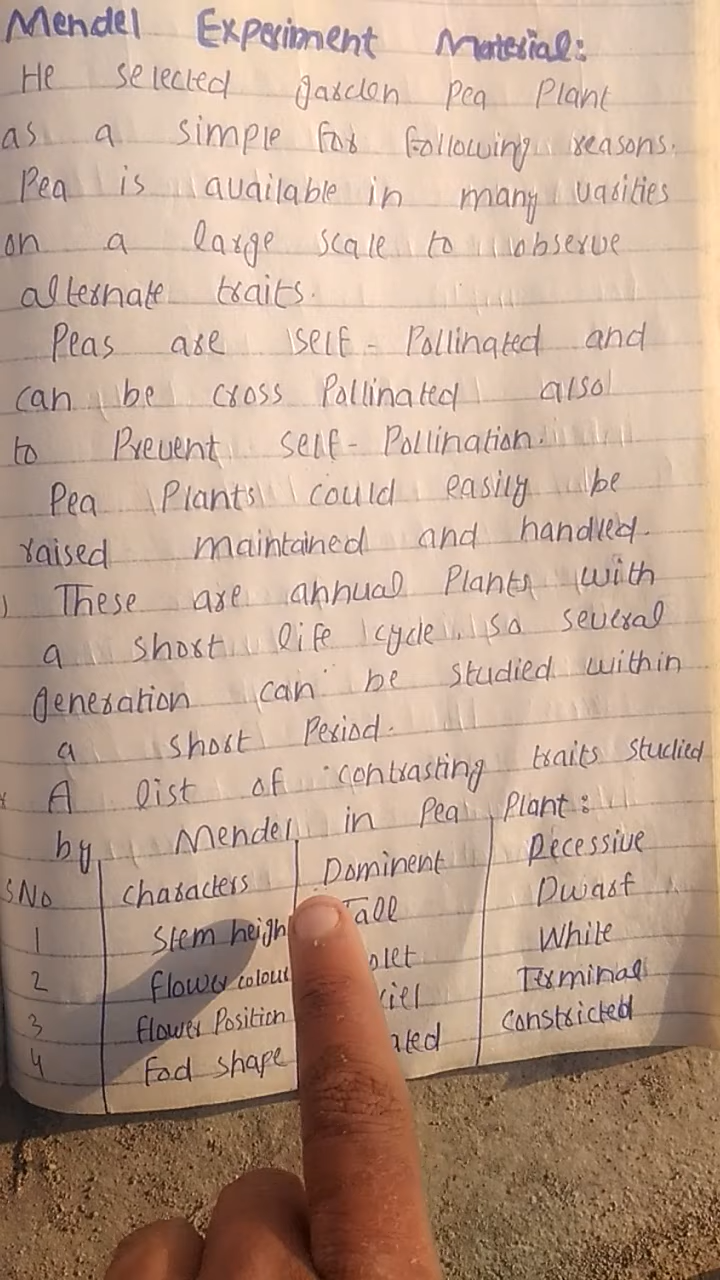 Mendel Experiment Material:
He selected garden Pea Plant
as a simple for following reasons.
Pea is available in many varities
on a large scale to observe
alternate traits.
Peas are self-Pollinated and
can be cross Pollinated also
to Prevent self-Pollination.
Pea Plants could easily be
raised maintained and handled.
) These are annual Plants with
a short life cycle. so several
generation can be studied within
a short Period.
A list of contrasting traits studied
by Mendel in Pea Plant:
S.No Characters Dominent Recessive
1 Stem heigh Tall Dwarf
2 flower colour olet White
3 flower Position iel Terminal
4 Pod shape ated Constricted